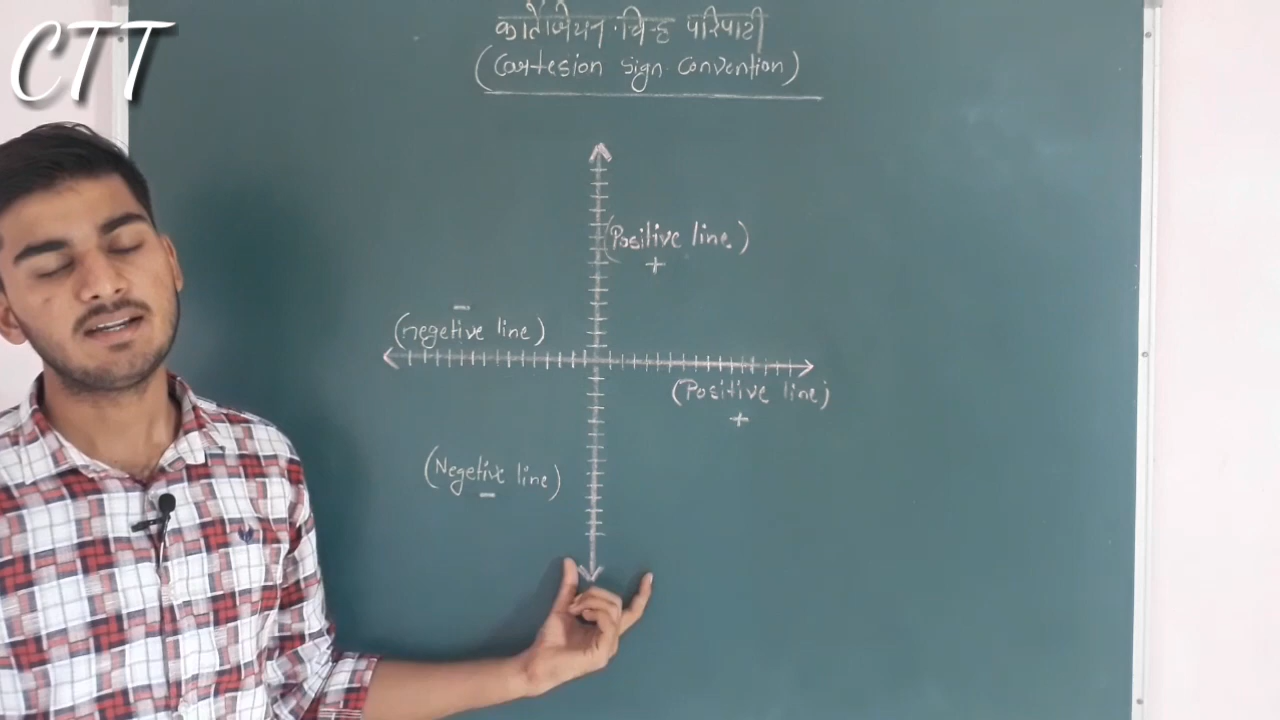 CTT
कार्तेजियन चिन्ह परिपाटी
(Cartesion Sign Convention)
(Positive line)
+
−
(negetive line)
(Positive line)
+
(Negetive line)
−